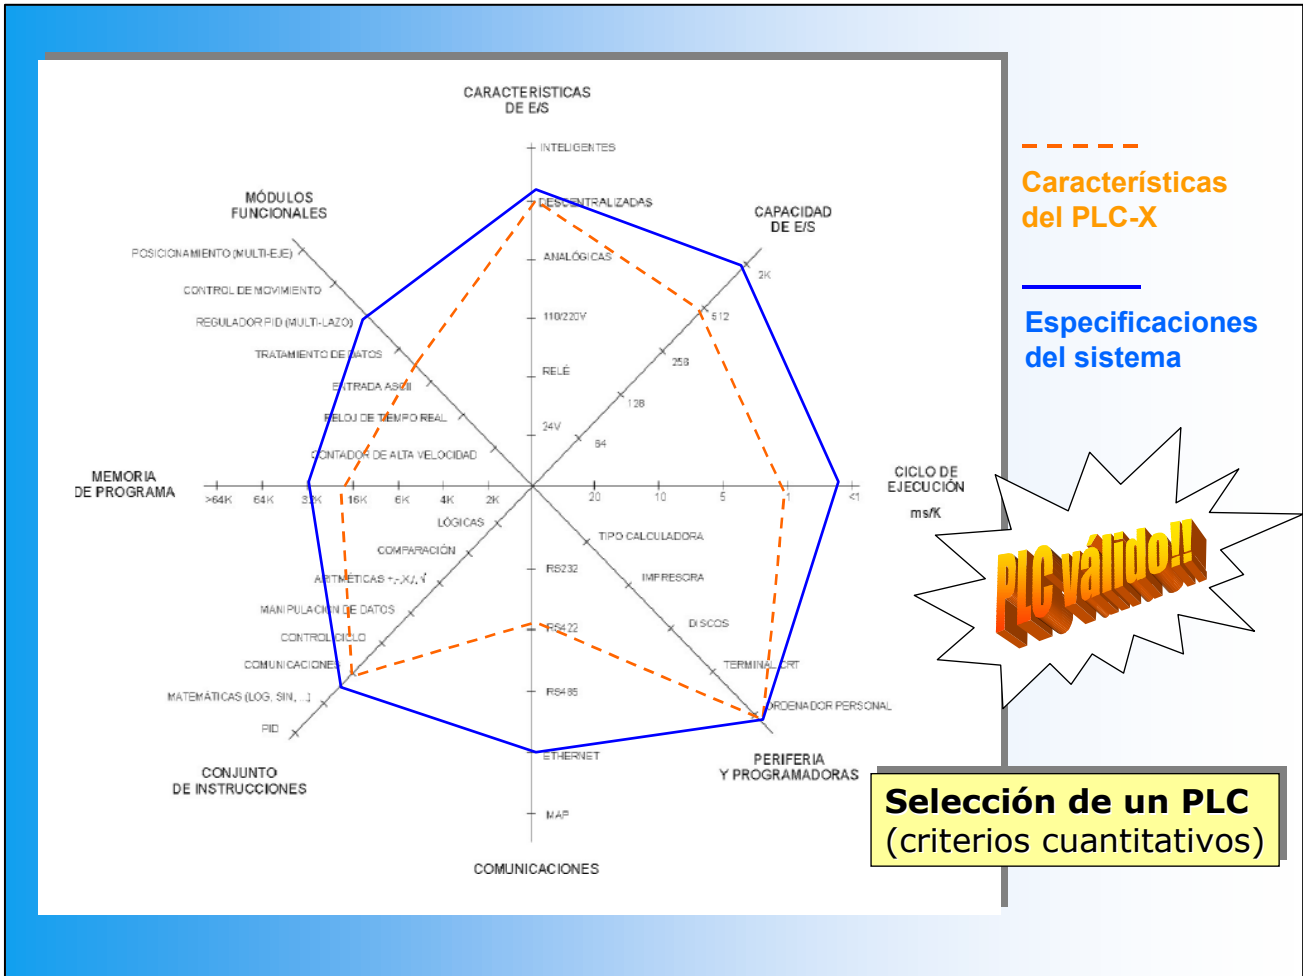 CARACTERÍSTICAS
DE E/S
INTELIGENTES
DESCENTRALIZADAS
ANALÓGICAS
110/220V
RELÉ
24V
CAPACIDAD
DE E/S
2K
512
256
128
64
MÓDULOS
FUNCIONALES
POSICIONAMIENTO (MULTI-EJE)
CONTROL DE MOVIMIENTO
REGULADOR PID (MULTI-LAZO)
TRATAMIENTO DE DATOS
ENTRADA ASCII
RELOJ DE TIEMPO REAL
CONTADOR DE ALTA VELOCIDAD
MEMORIA
DE PROGRAMA
>64K 64K 32K 16K 6K 4K 2K
20 10 5 1 <1
CICLO DE
EJECUCIÓN
ms/K
LÓGICAS
COMPARACIÓN
ARITMÉTICAS +,-,X,/,√
MANIPULACIÓN DE DATOS
CONTROL CICLO
COMUNICACIONES
MATEMÁTICAS (LOG, SIN, ...)
PID
CONJUNTO
DE INSTRUCCIONES
RS232
RS422
RS485
ETHERNET
MAP
COMUNICACIONES
TIPO CALCULADORA
IMPRESORA
DISCOS
TERMINAL CRT
ORDENADOR PERSONAL
PERIFERIA
Y PROGRAMADORAS
Características
del PLC-X
Especificaciones
del sistema
PLC válido!!
Selección de un PLC
(criterios cuantitativos)